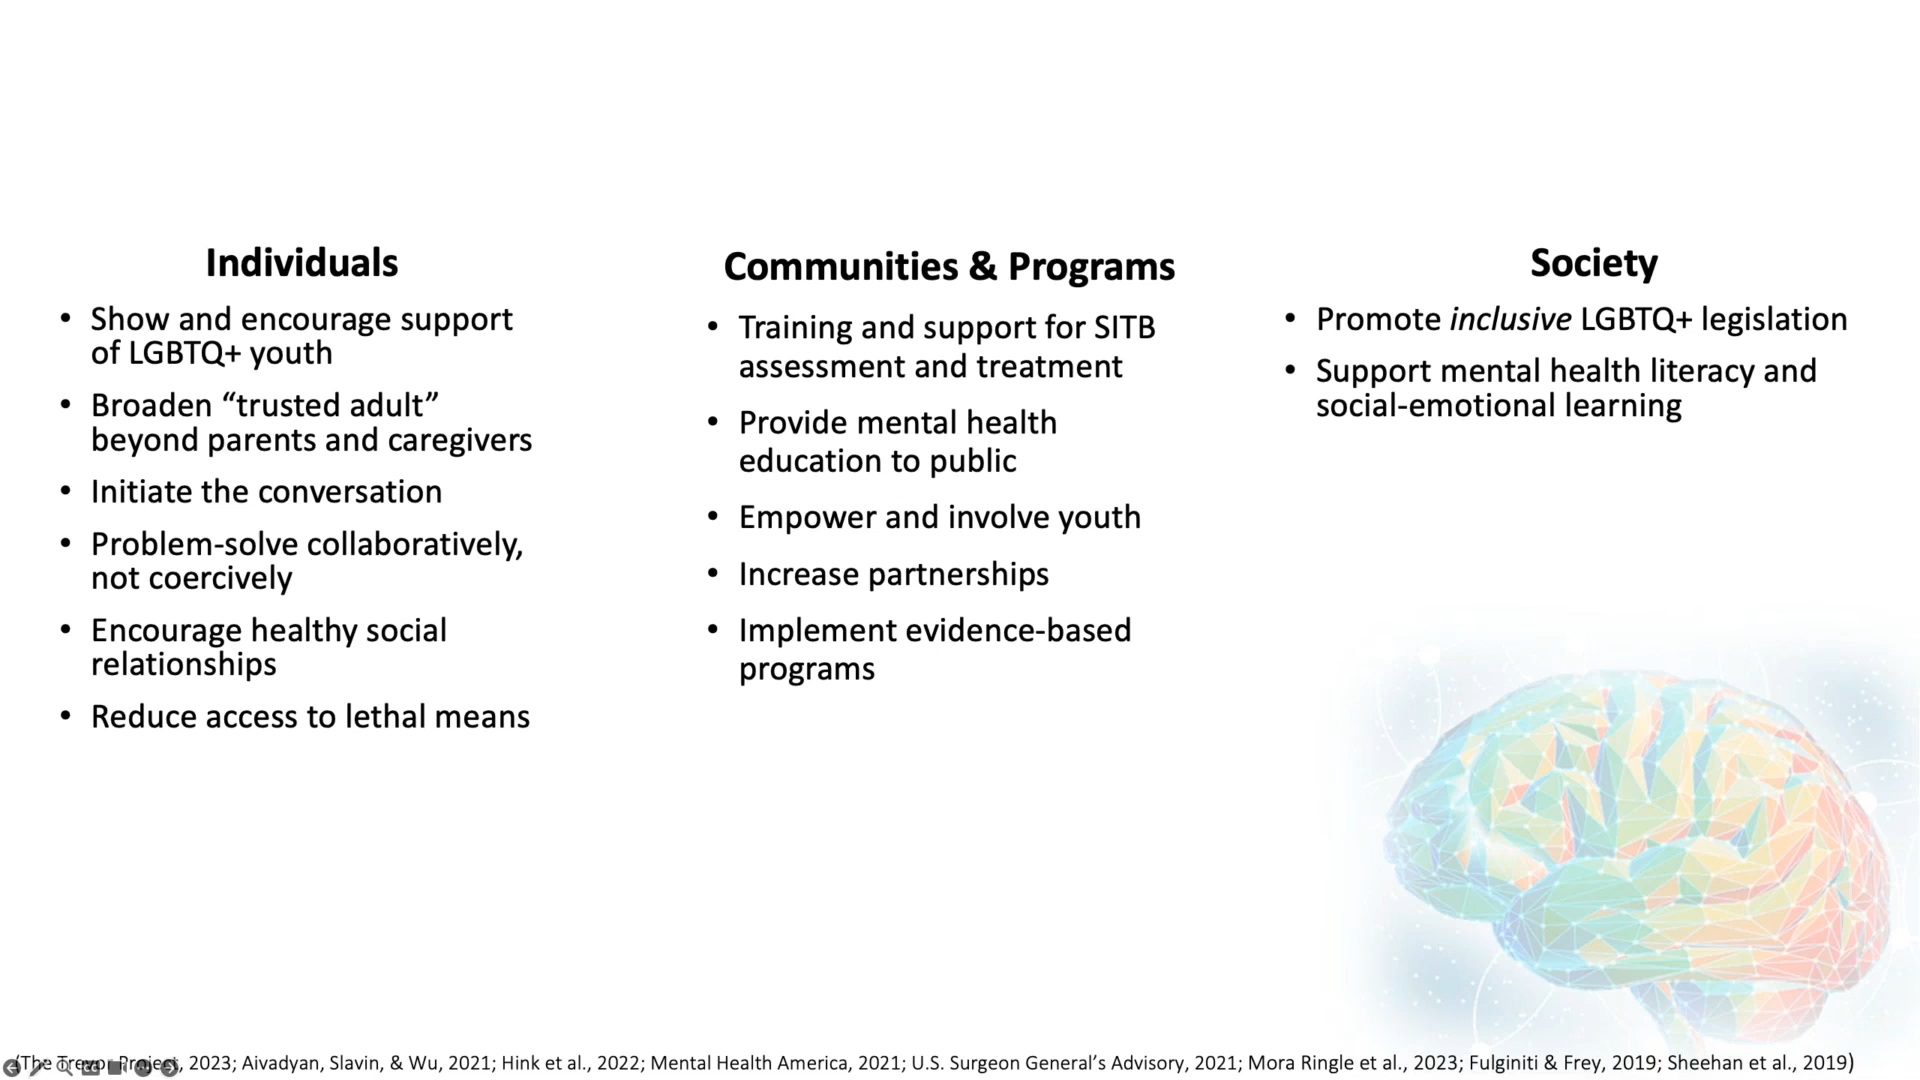 Individuals
• Show and encourage support
of LGBTQ+ youth
• Broaden “trusted adult”
beyond parents and caregivers
• Initiate the conversation
• Problem-solve collaboratively,
not coercively
• Encourage healthy social
relationships
• Reduce access to lethal means
Communities & Programs
• Training and support for SITB
assessment and treatment
• Provide mental health
education to public
• Empower and involve youth
• Increase partnerships
• Implement evidence-based
programs
Society
• Promote inclusive LGBTQ+ legislation
• Support mental health literacy and
social-emotional learning
(The Trevor Project, 2023; Aivadyan, Slavin, & Wu, 2021; Hink et al., 2022; Mental Health America, 2021; U.S. Surgeon General’s Advisory, 2021; Mora Ringle et al., 2023; Fulginiti & Frey, 2019; Sheehan et al., 2019)